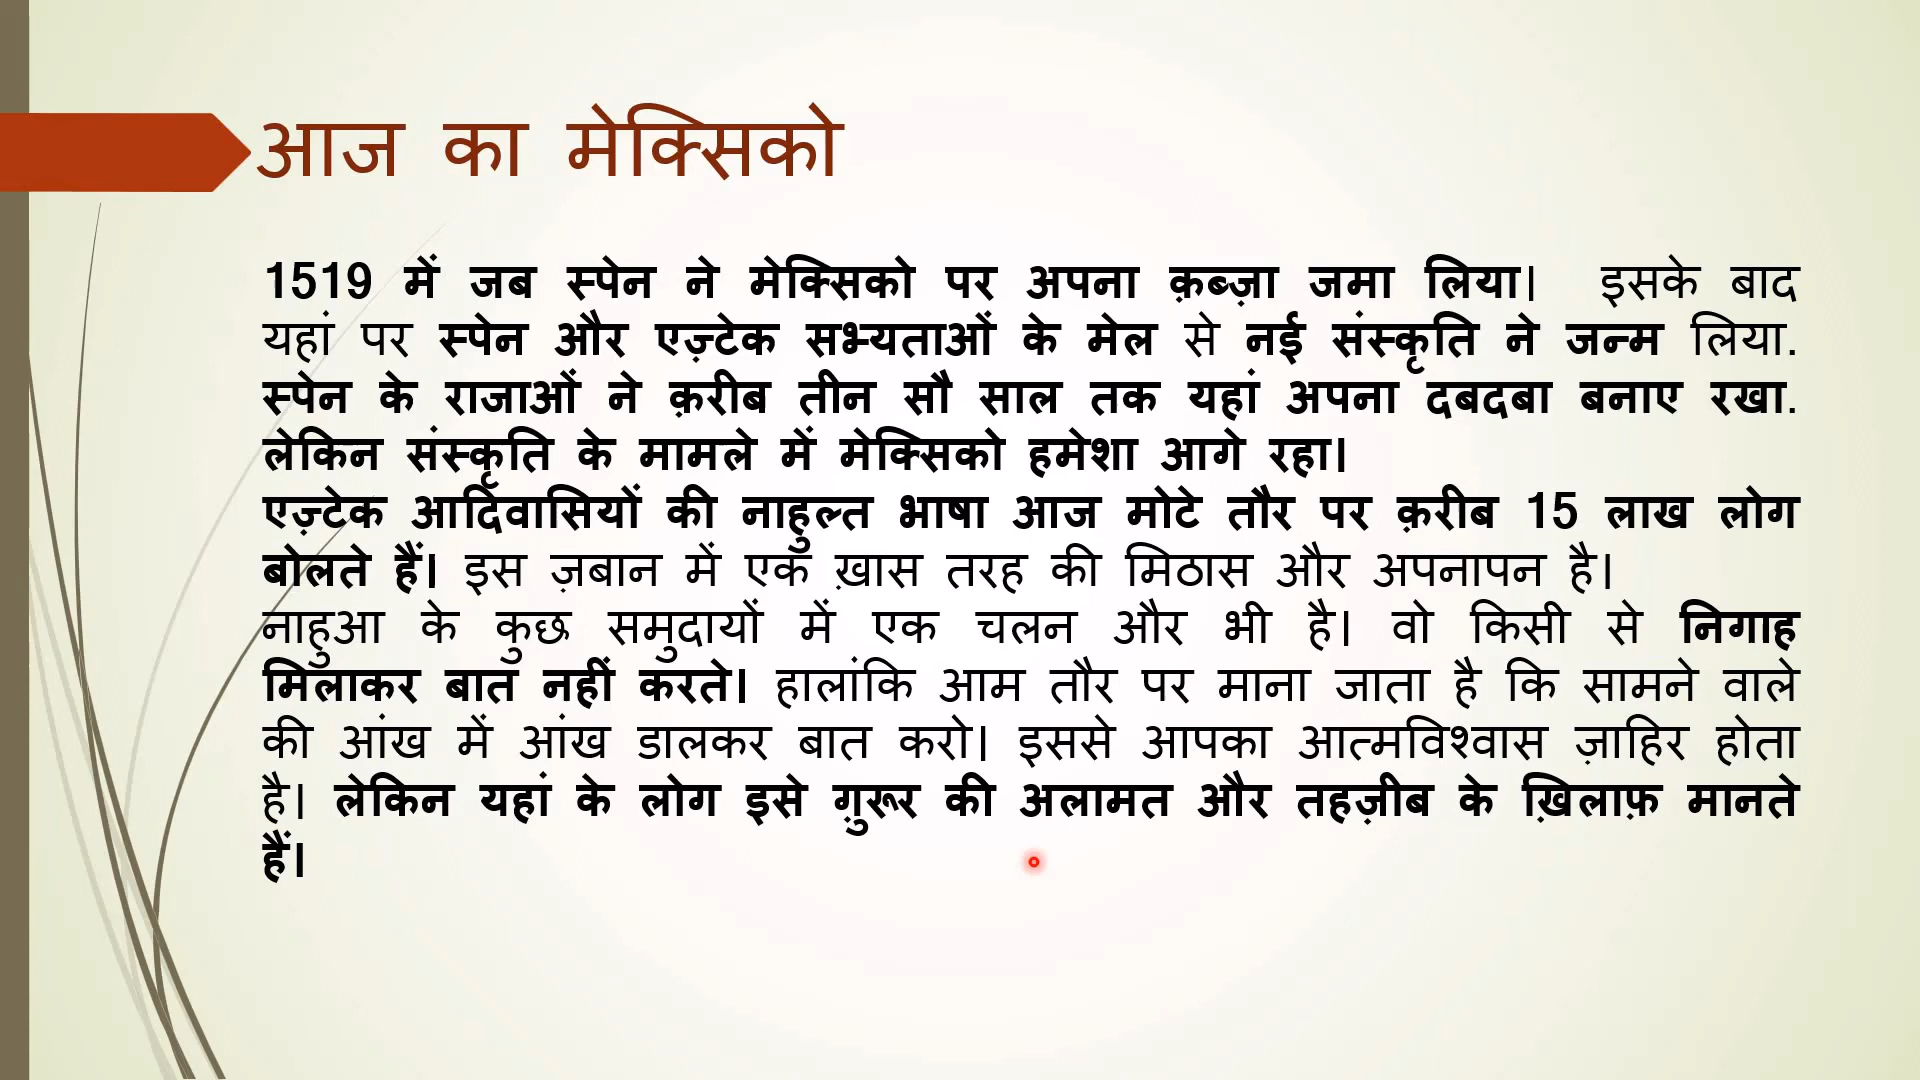 आज का मेक्सिको
1519 में जब स्पेन ने मेक्सिको पर अपना क़ब्ज़ा जमा लिया। इसके बाद
यहां पर स्पेन और एज़्टेक सभ्यताओं के मेल से नई संस्कृति ने जन्म लिया.
स्पेन के राजाओं ने क़रीब तीन सौ साल तक यहां अपना दबदबा बनाए रखा.
लेकिन संस्कृति के मामले में मेक्सिको हमेशा आगे रहा।
एज़्टेक आदिवासियों की नाहुल्त भाषा आज मोटे तौर पर क़रीब 15 लाख लोग
बोलते हैं। इस ज़बान में एक ख़ास तरह की मिठास और अपनापन है।
नाहुआ के कुछ समुदायों में एक चलन और भी है। वो किसी से निगाह
मिलाकर बात नहीं करते। हालांकि आम तौर पर माना जाता है कि सामने वाले
की आंख में आंख डालकर बात करो। इससे आपका आत्मविश्वास ज़ाहिर होता
है। लेकिन यहां के लोग इसे ग़ुरूर की अलामत और तहज़ीब के ख़िलाफ़ मानते
हैं।